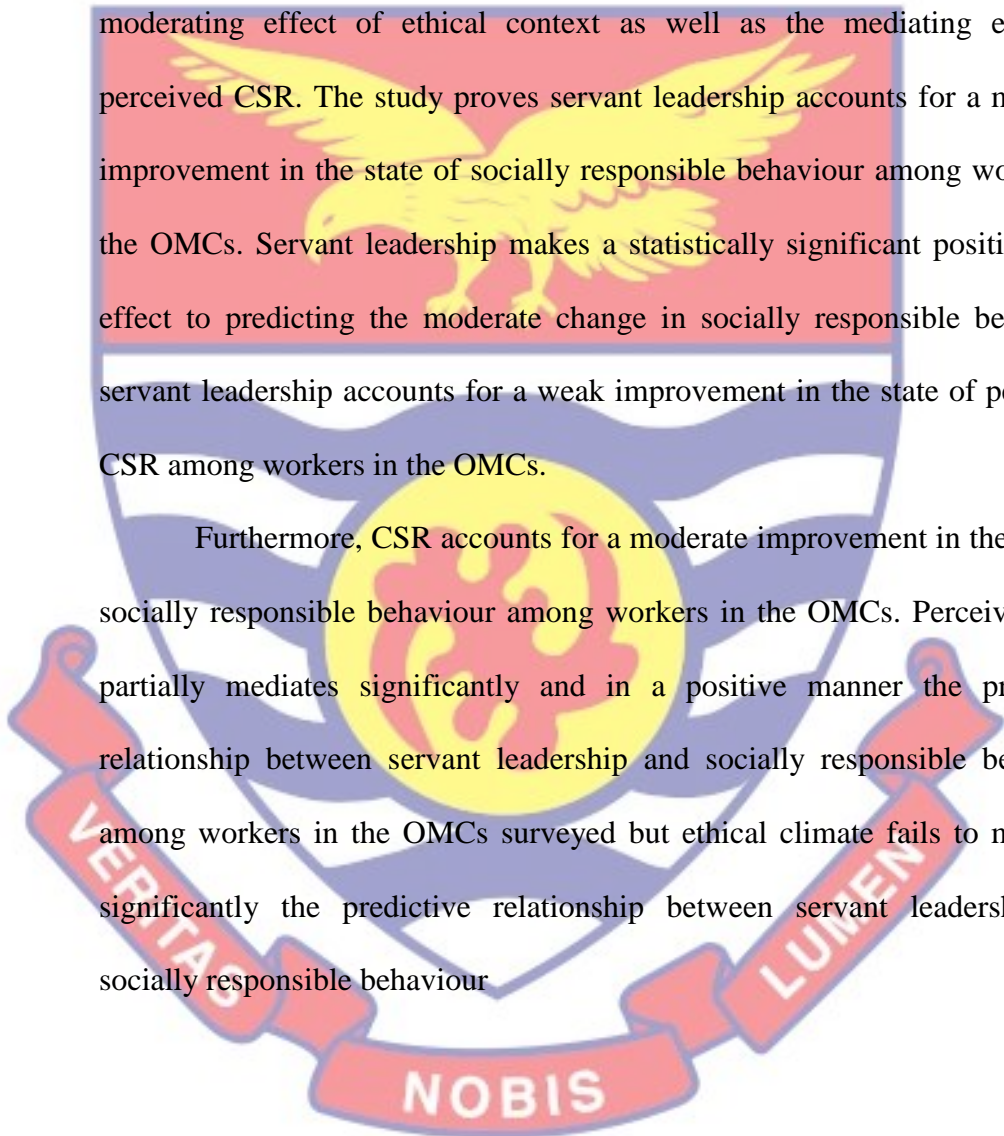 moderating effect of ethical context as well as the mediating e
perceived CSR. The study proves servant leadership accounts for a
improvement in the state of socially responsible behaviour among wo
the OMCs. Servant leadership makes a statistically significant positi
effect to predicting the moderate change in socially responsible be
servant leadership accounts for a weak improvement in the state of pe
CSR among workers in the OMCs.
Furthermore, CSR accounts for a moderate improvement in the
socially responsible behaviour among workers in the OMCs. Perceiv
partially mediates significantly and in a positive manner the pr
relationship between servant leadership and socially responsible be
among workers in the OMCs surveyed but ethical climate fails to
significantly the predictive relationship between servant leadersh
socially responsible behaviour
VERITAS
NOBIS
LUMEN